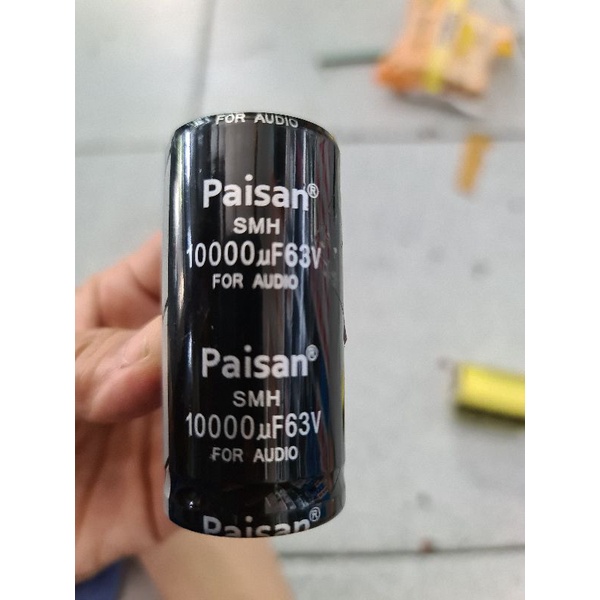 FOR AUDIO
Paisan®
SMH
10000µF63V
FOR AUDIO
Paisan®
SMH
10000µF63V
FOR AUDIO
Paisan®